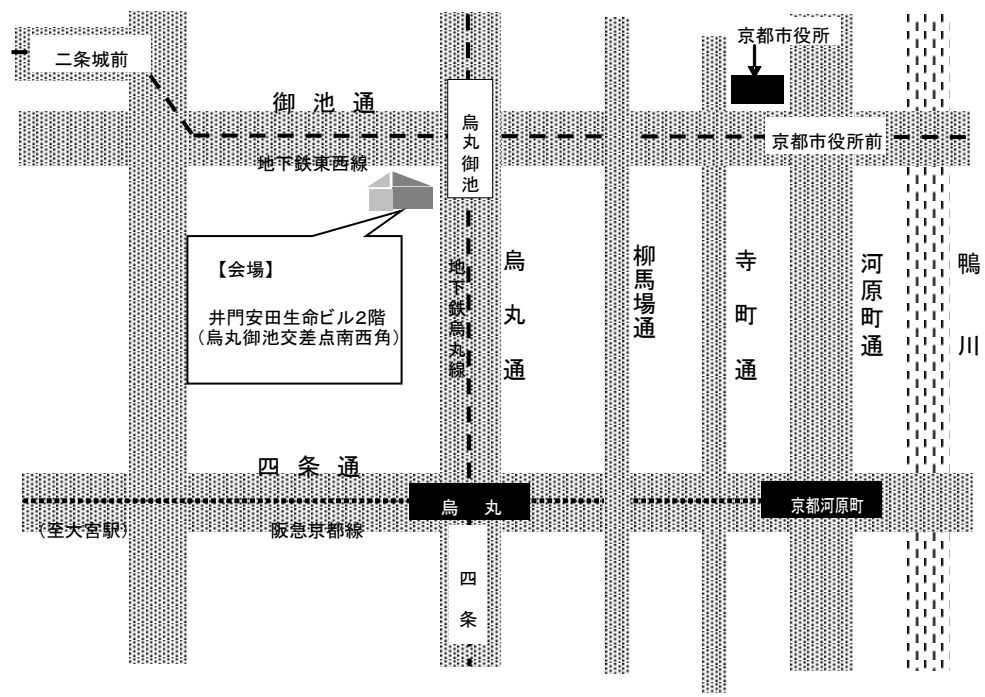 京都市役所
二条城前
御池通
烏丸御池
京都市役所前
地下鉄東西線
【会場】
井門安田生命ビル2階
(烏丸御池交差点南西角)
地下鉄烏丸線
烏丸通
柳馬場通
寺町通
河原町通
鴨川
四条通
烏丸
京都河原町
(至大宮駅)
阪急京都線
四条